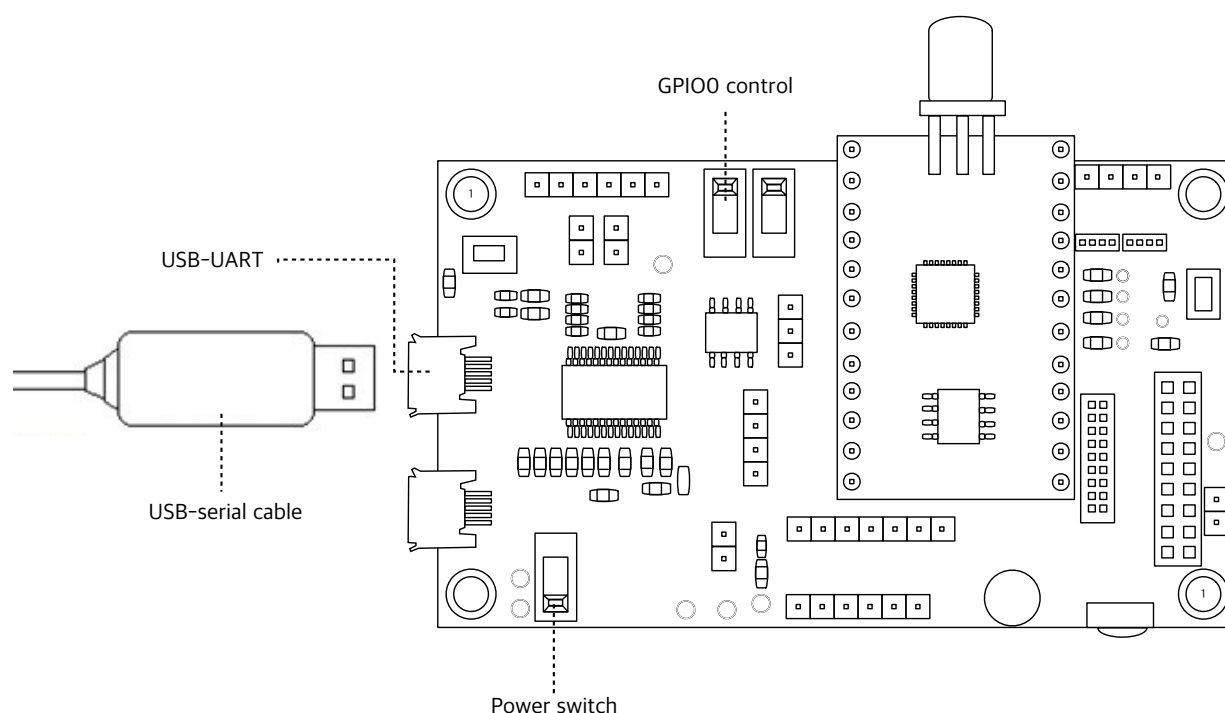 GPIO0 control
1
USB-UART
USB-serial cable
1
Power switch